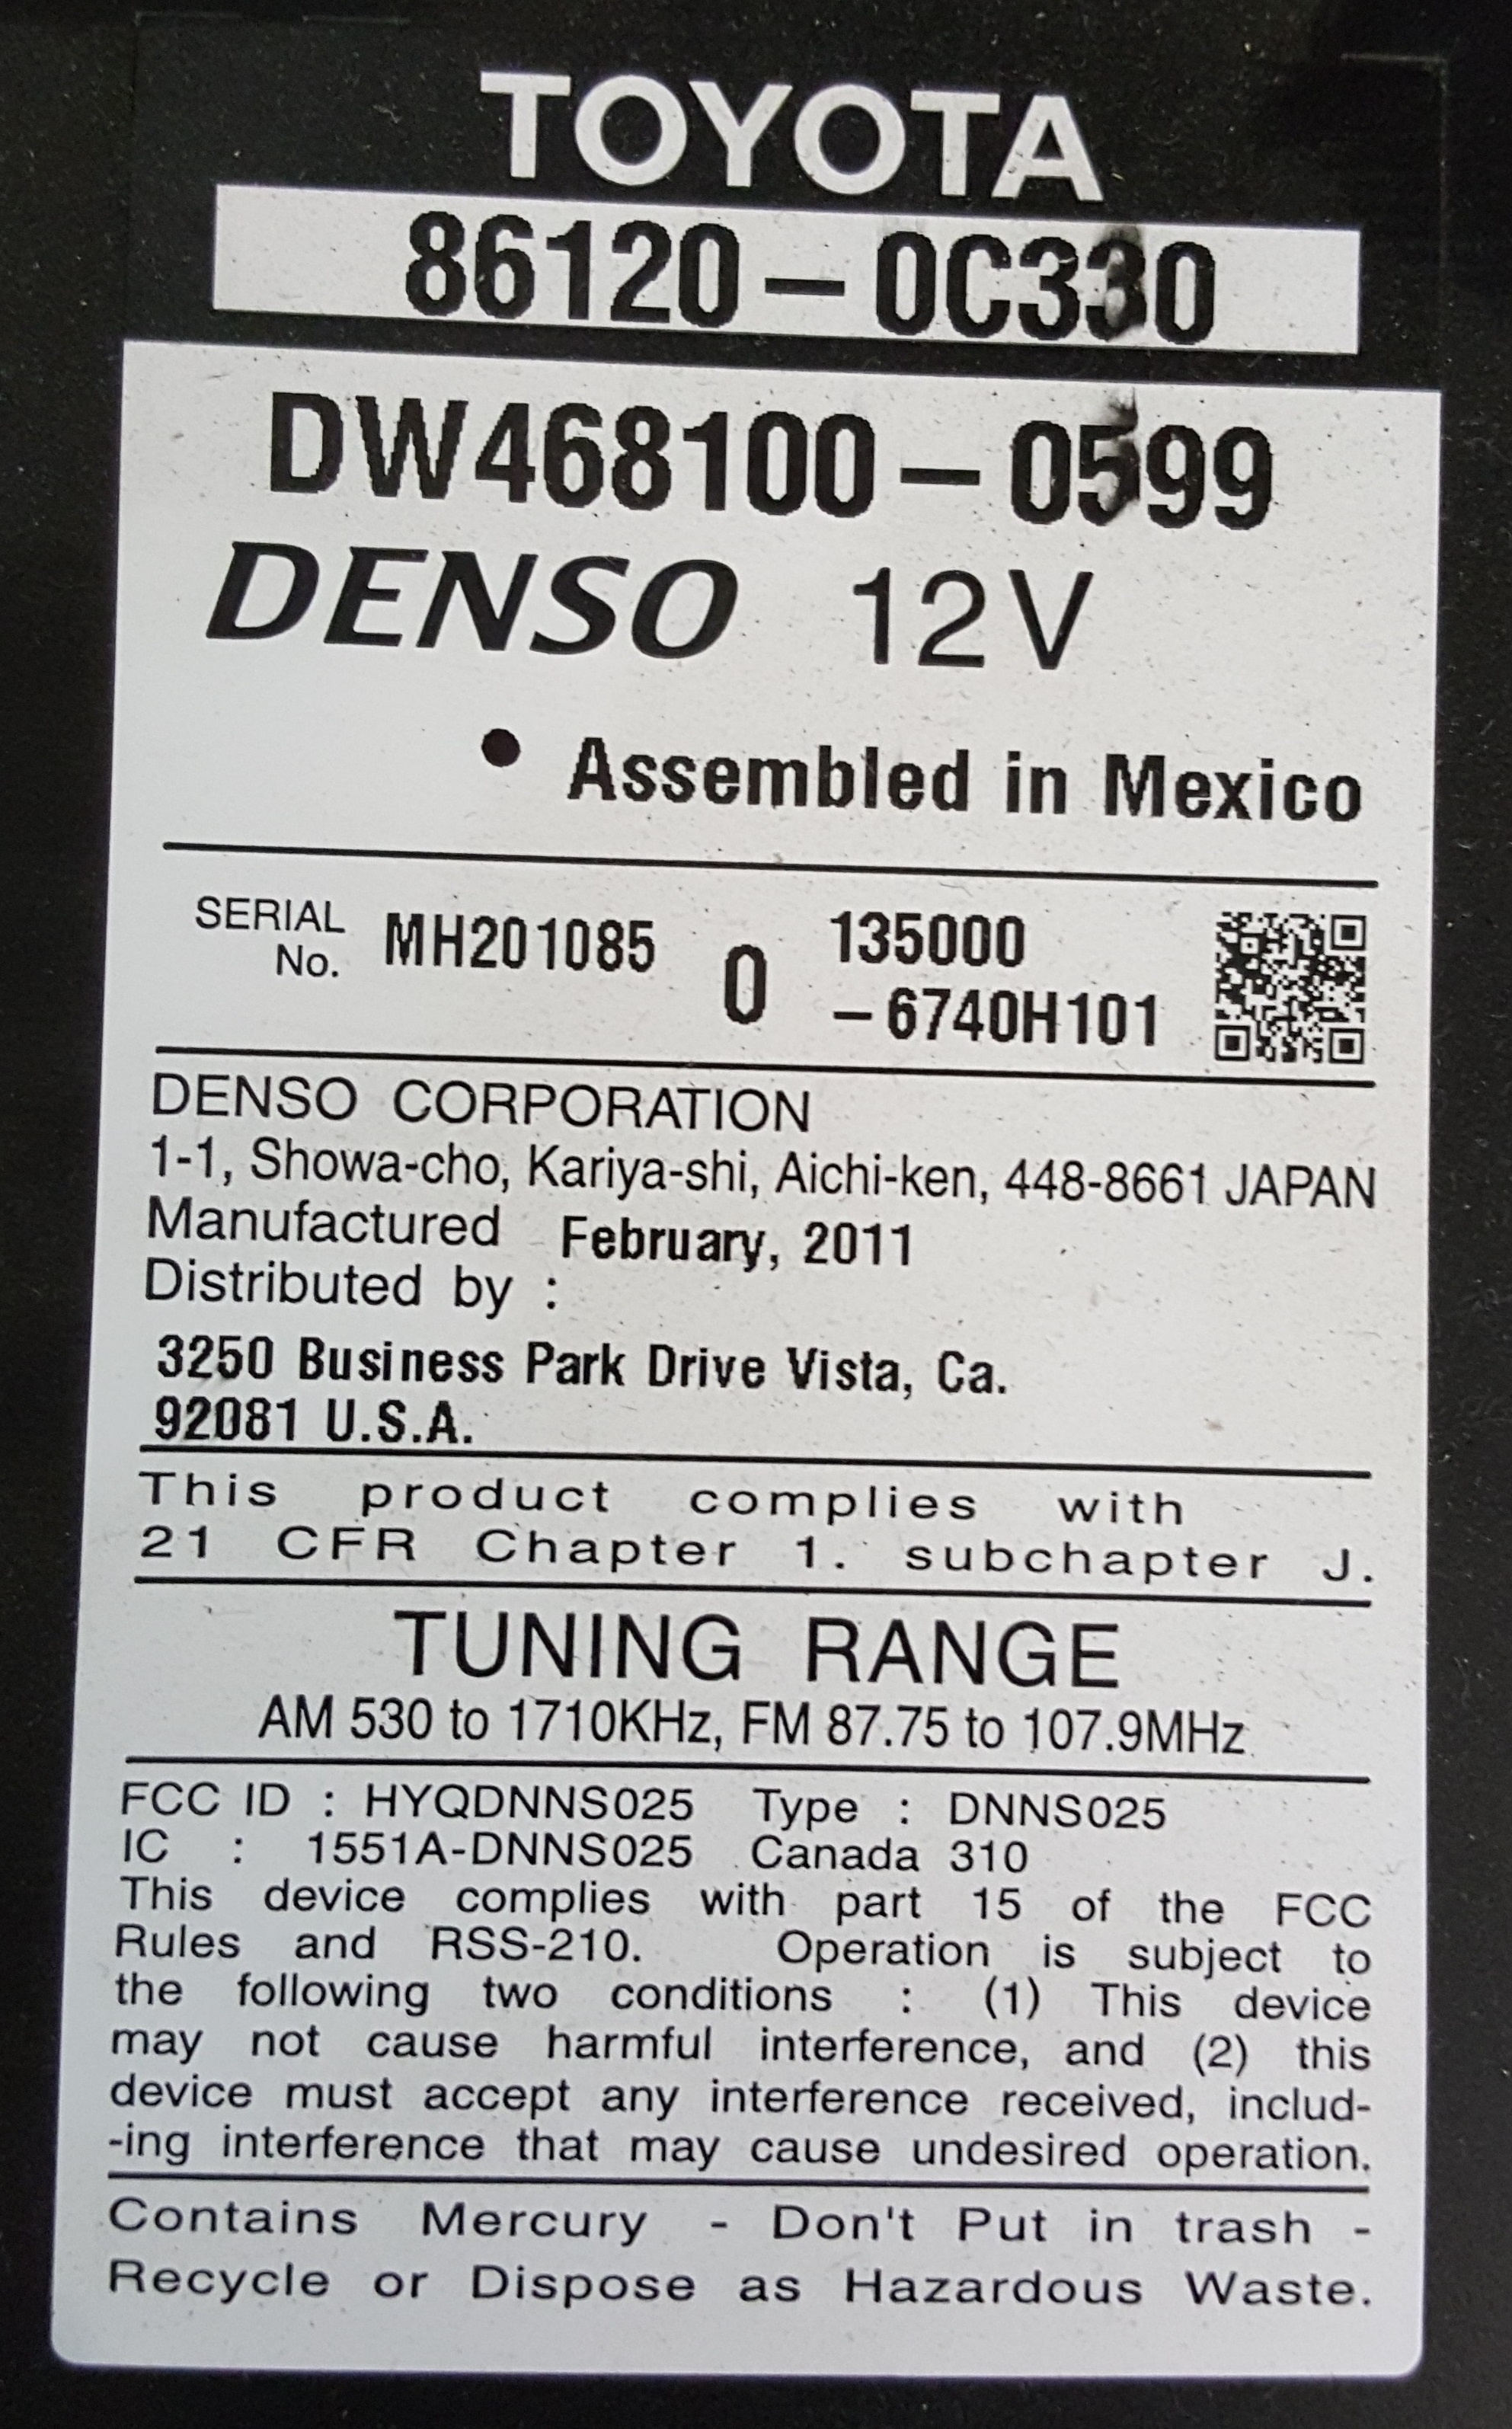 TOYOTA
86120-0C330
DW468100-0599
DENSO 12V
• Assembled in Mexico
SERIAL No. MH201085 0 135000
-6740H101
DENSO CORPORATION
1-1, Showa-cho, Kariya-shi, Aichi-ken, 448-8661 JAPAN
Manufactured February, 2011
Distributed by :
3250 Business Park Drive Vista, Ca.
92081 U.S.A.
This product complies with
21 CFR Chapter 1. subchapter J.
TUNING RANGE
AM 530 to 1710KHz, FM 87.75 to 107.9MHz
FCC ID : HYQDNNS025 Type : DNNS025
IC : 1551A-DNNS025 Canada 310
This device complies with part 15 of the FCC
Rules and RSS-210. Operation is subject to
the following two conditions : (1) This device
may not cause harmful interference, and (2) this
device must accept any interference received, includ-
-ing interference that may cause undesired operation.
Contains Mercury - Don't Put in trash -
Recycle or Dispose as Hazardous Waste.